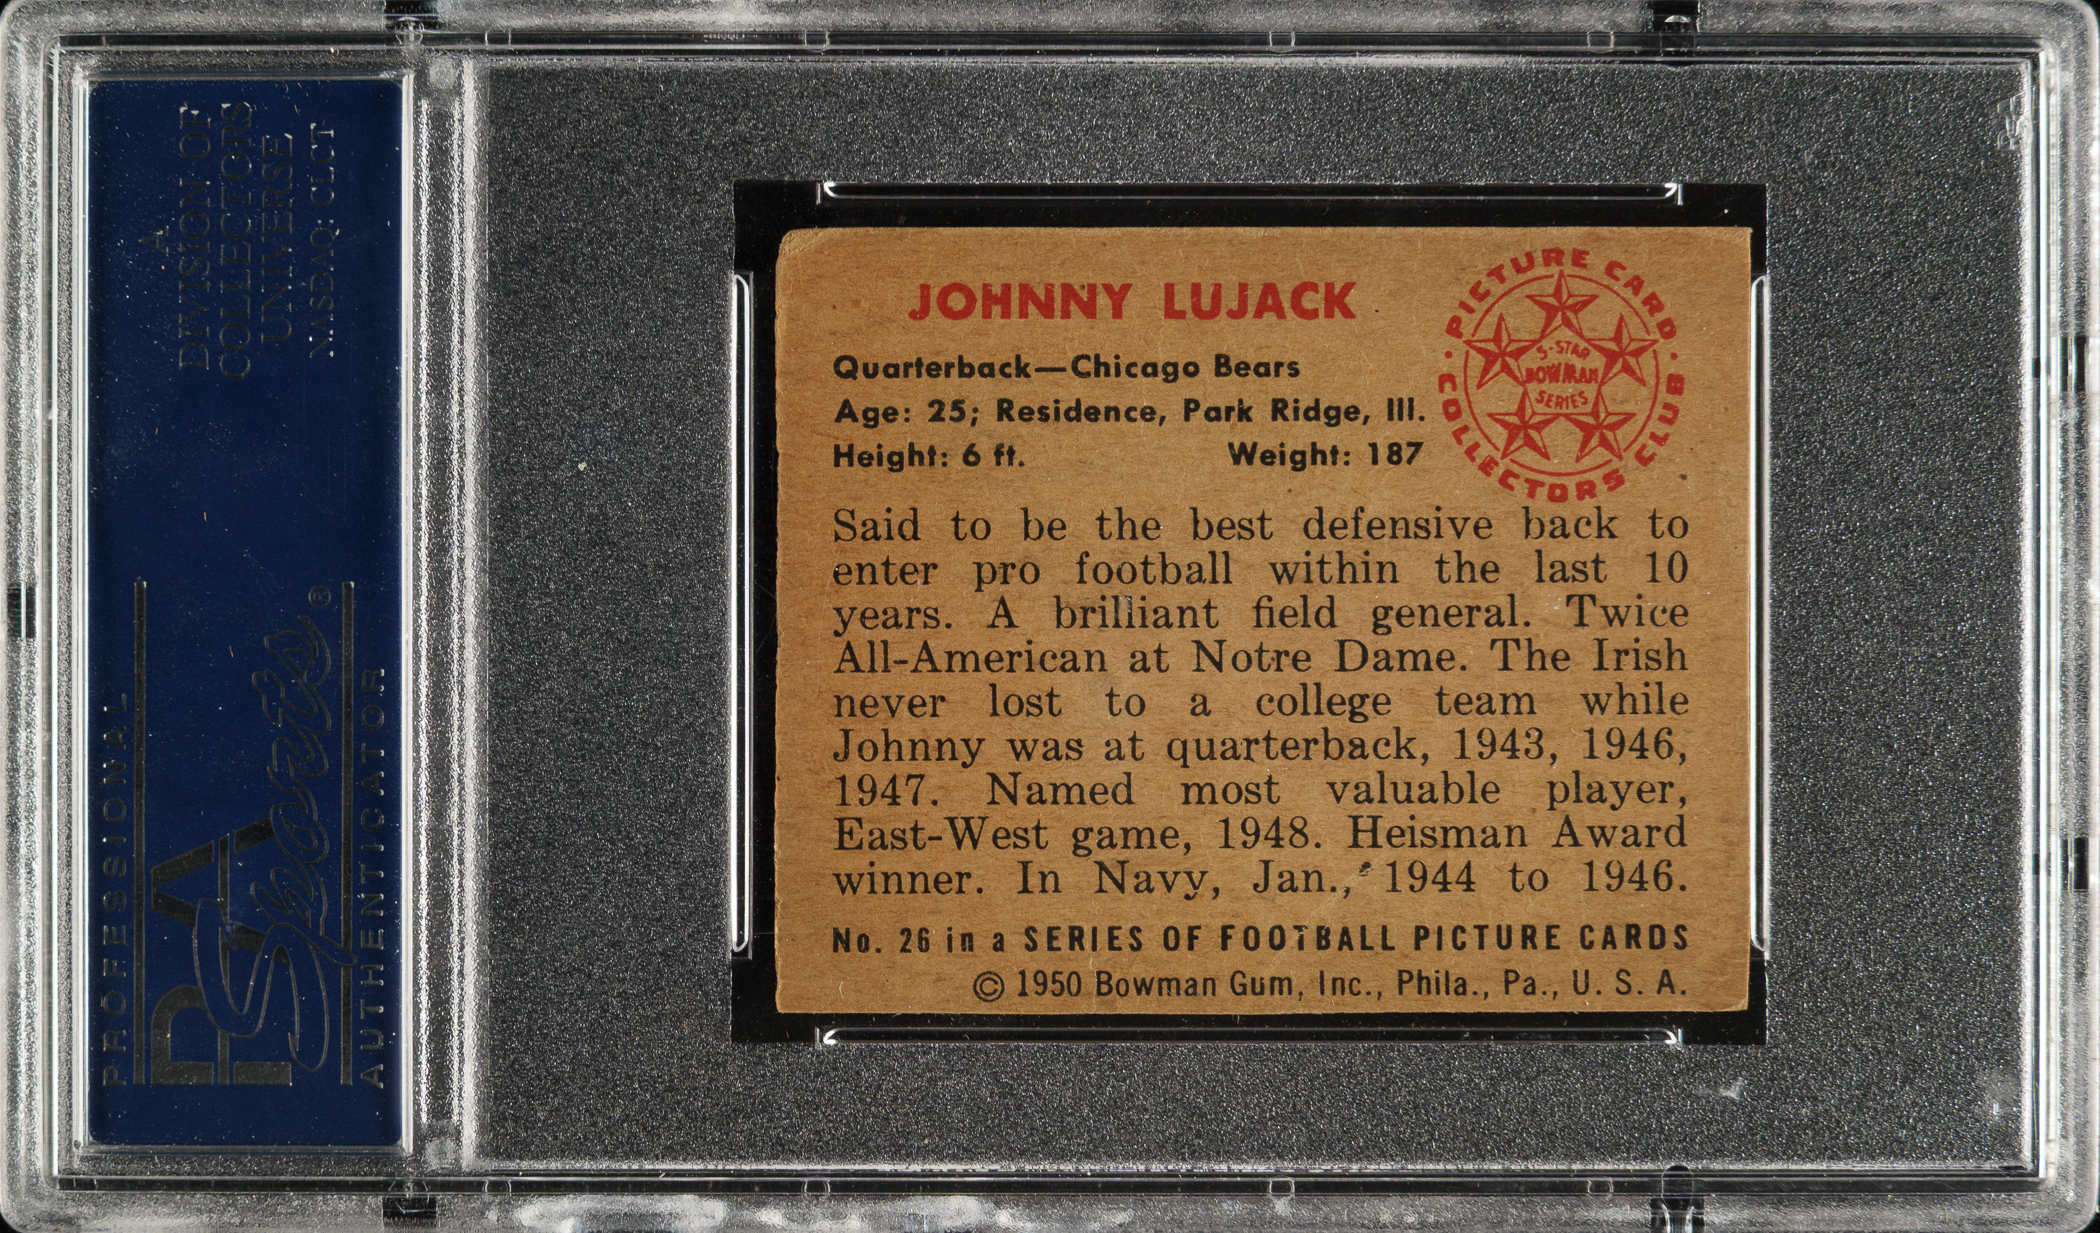 A
DIVISION OF
COLLECTORS
UNIVERSE
NASDAQ: CLCT
PROFESSIONAL
PSA
Sports®
AUTHENTICATOR
JOHNNY LUJACK
Quarterback—Chicago Bears
Age: 25; Residence, Park Ridge, Ill.
Height: 6 ft. Weight: 187
PICTURE CARD
COLLECTORS CLUB
5-STAR
BOWMAN
SERIES
Said to be the best defensive back to
enter pro football within the last 10
years. A brilliant field general. Twice
All-American at Notre Dame. The Irish
never lost to a college team while
Johnny was at quarterback, 1943, 1946,
1947. Named most valuable player,
East-West game, 1948. Heisman Award
winner. In Navy, Jan., 1944 to 1946.
No. 26 in a SERIES OF FOOTBALL PICTURE CARDS
© 1950 Bowman Gum, Inc., Phila., Pa., U. S. A.